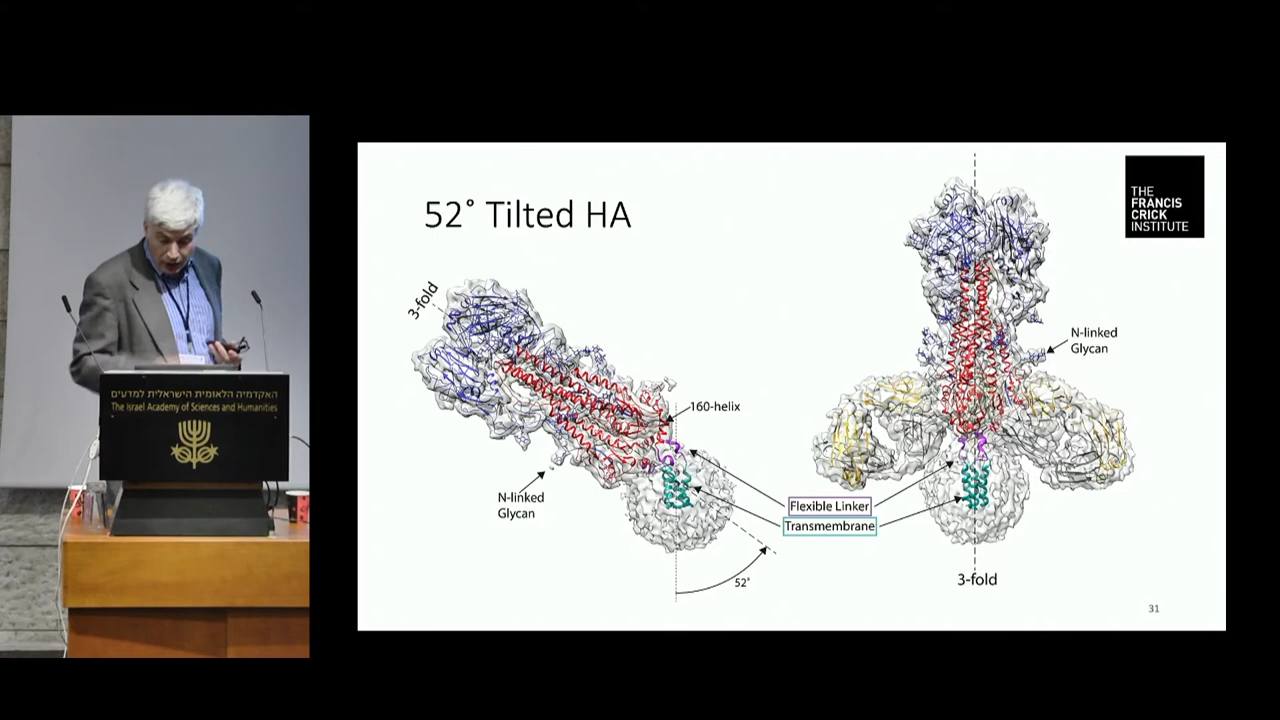 האקדמיה הלאומית הישראלית למדעים
The Israel Academy of Sciences and Humanities
52° Tilted HA
THE
FRANCIS
CRICK
INSTITUTE
3-fold
160-helix
N-linked
Glycan
N-linked
Glycan
Flexible Linker
Transmembrane
52°
3-fold
31